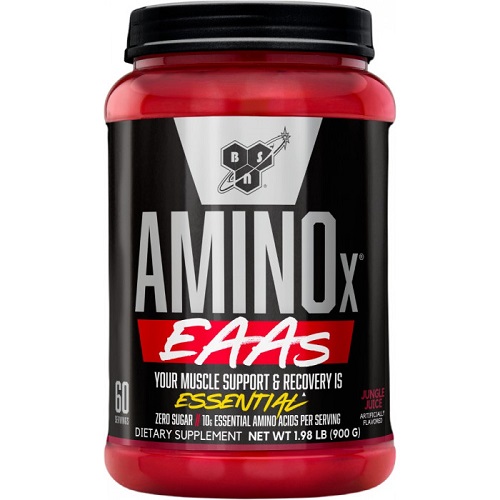 BSN®
AMINOx®
EAAs
YOUR MUSCLE SUPPORT & RECOVERY IS
ESSENTIAL▲
ZERO SUGAR // 10g ESSENTIAL AMINO ACIDS PER SERVING
DIETARY SUPPLEMENT NET WT 1.98 LB (900 G)
60
SERVINGS
JUNGLE
JUICE
ARTIFICIALLY
FLAVORED